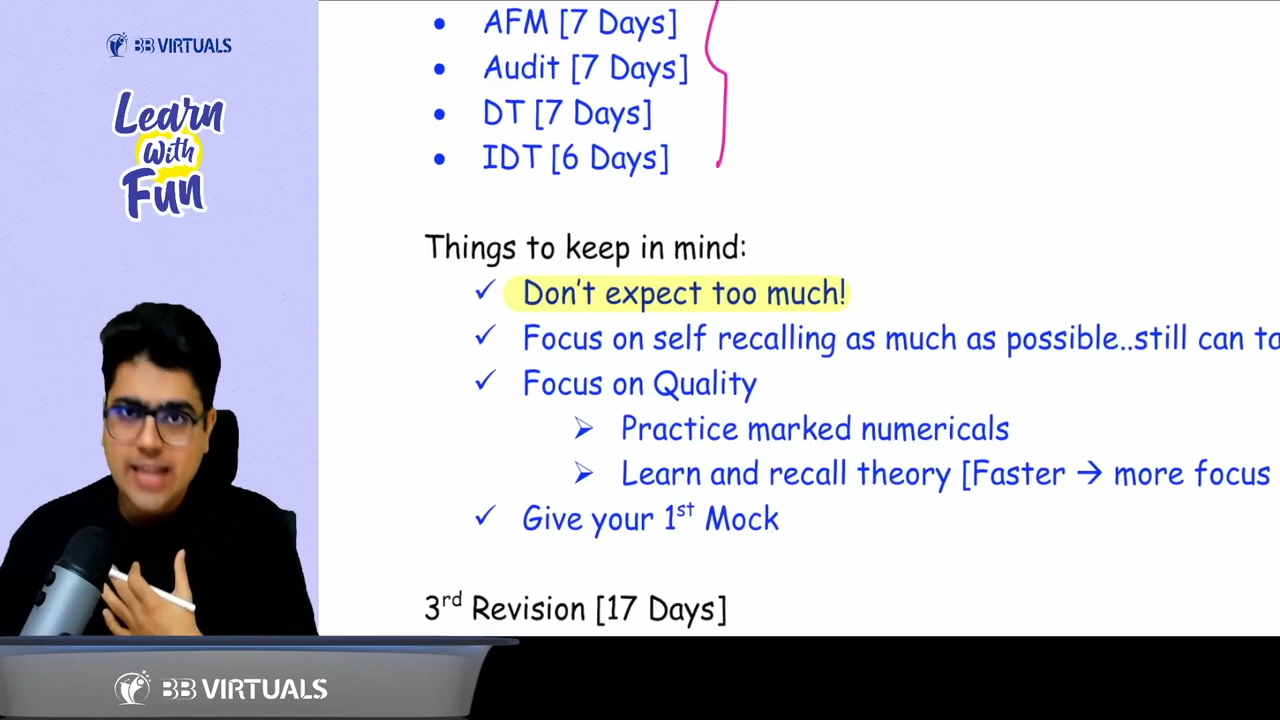 BB VIRTUALS
Learn
With
Fun
• AFM [7 Days]
• Audit [7 Days]
• DT [7 Days]
• IDT [6 Days]
Things to keep in mind:
✓ Don't expect too much!
✓ Focus on self recalling as much as possible..still can ta
✓ Focus on Quality
➢ Practice marked numericals
➢ Learn and recall theory [Faster → more focus
✓ Give your 1st Mock
3rd Revision [17 Days]
BB VIRTUALS